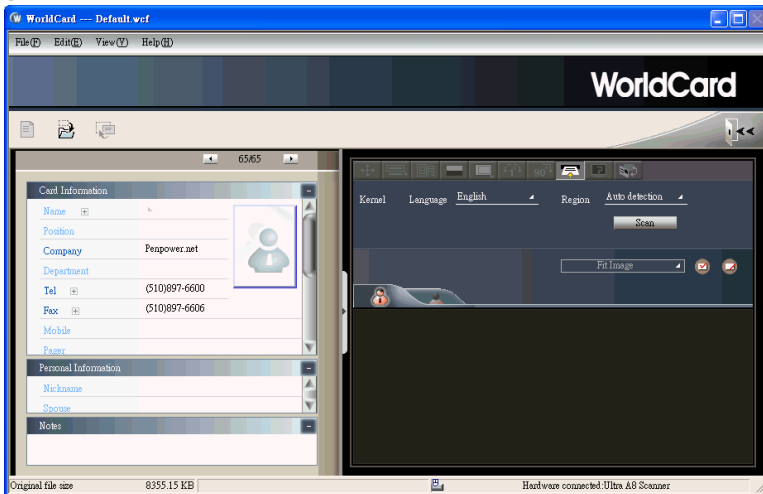 WorldCard --- Default.wcf
File(F) Edit(E) View(V) Help(H)
WorldCard
65/65
Card Information
Name
Position
Company Penpower.net
Department
Tel (510)897-6600
Fax (510)897-6606
Mobile
Pager
Personal Information
Nickname
Spouse
Notes
Kernel Language English Region Auto detection
Scan
Fit Image
Original file size 8355.15 KB Hardware connected:Ultra A8 Scanner